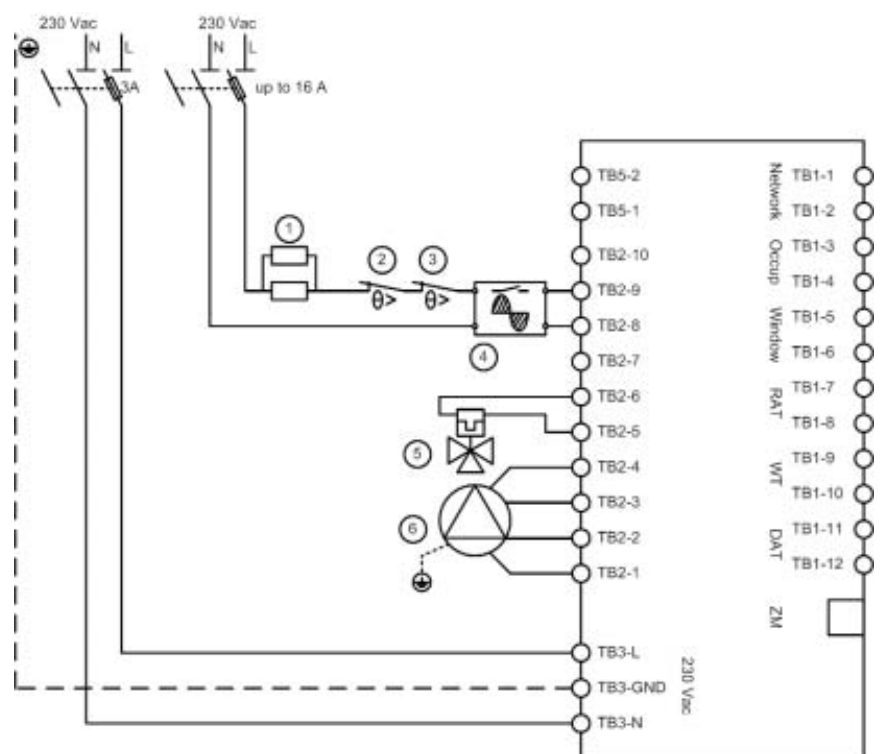 230 Vac
230 Vac
N
L
N
L
3A
up to 16 A
1
2
3
θ>
θ>
4
5
6
TB5-2
TB5-1
TB2-10
TB2-9
TB2-8
TB2-7
TB2-6
TB2-5
TB2-4
TB2-3
TB2-2
TB2-1
TB3-L
TB3-GND
TB3-N
230 Vac
Network
Occup
Window
RAT
WT
DAT
ZM
TB1-1
TB1-2
TB1-3
TB1-4
TB1-5
TB1-6
TB1-7
TB1-8
TB1-9
TB1-10
TB1-11
TB1-12